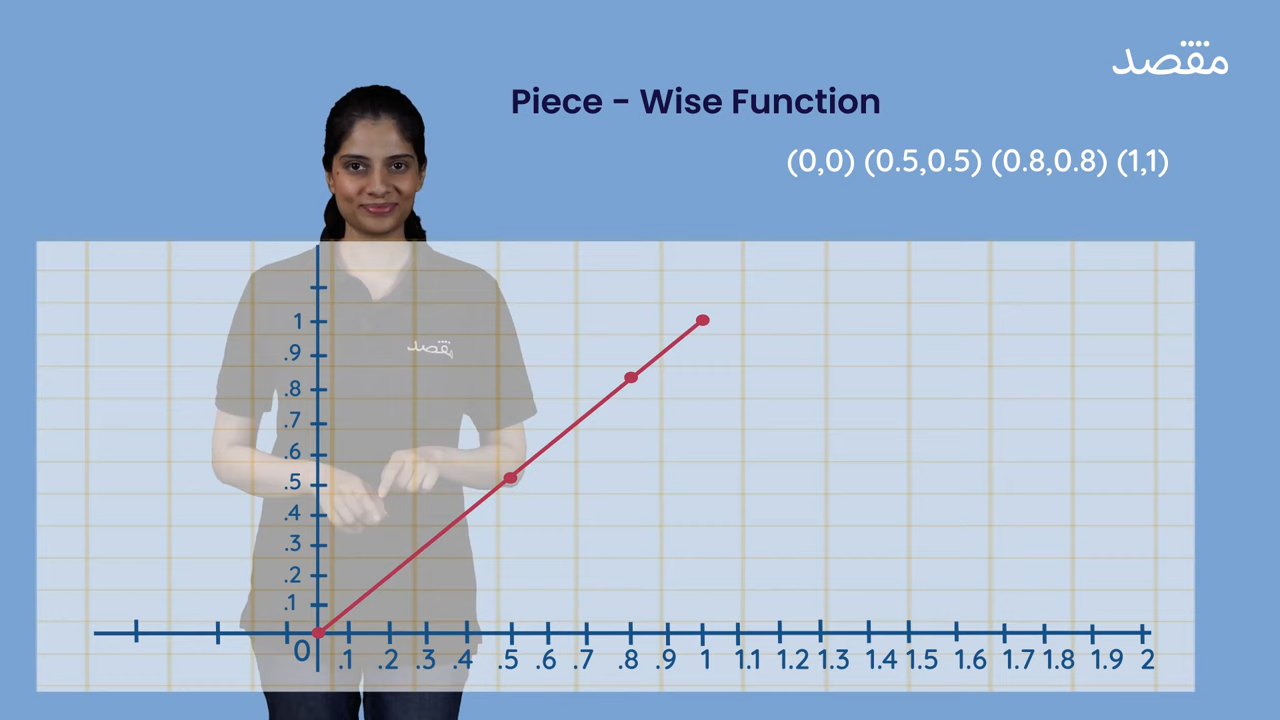 مقصد
Piece - Wise Function
(0,0) (0.5,0.5) (0.8,0.8) (1,1)
1
.9
مقصد
.8
.7
.6
.5
.4
.3
.2
.1
0 .1 .2 .3 .4 .5 .6 .7 .8 .9 1 1.1 1.2 1.3 1.4 1.5 1.6 1.7 1.8 1.9 2